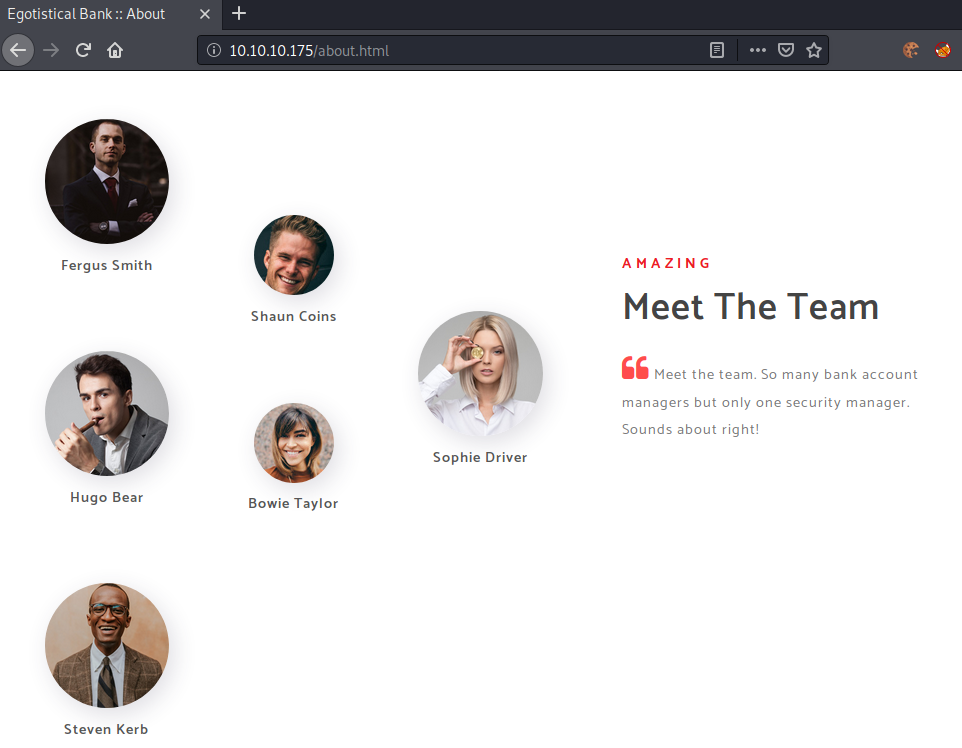 Egotistical Bank :: About
10.10.10.175/about.html
Fergus Smith
Shaun Coins
AMAZING
Meet The Team
Meet the team. So many bank account
managers but only one security manager.
Sounds about right!
Sophie Driver
Hugo Bear
Bowie Taylor
Steven Kerb